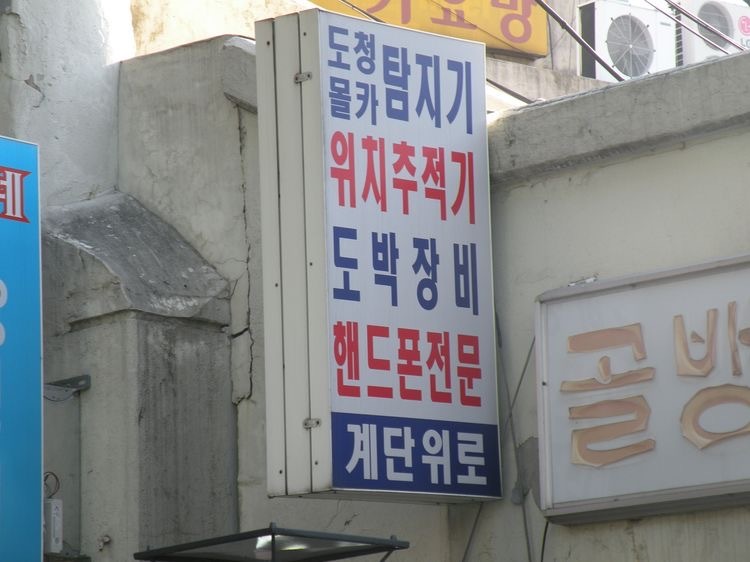 도청
몰카 탐지기
위치추적기
도박장비
핸드폰전문
계단위로
골방